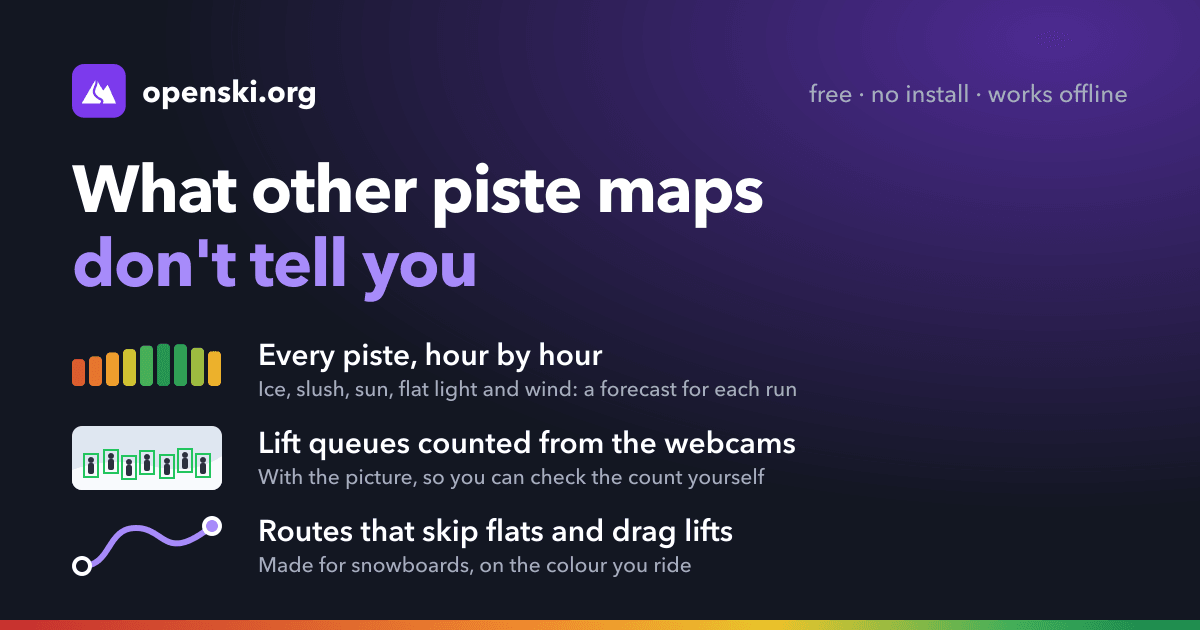 openski.org
free · no install · works offline
What other piste maps
don't tell you
Every piste, hour by hour
Ice, slush, sun, flat light and wind: a forecast for each run
Lift queues counted from the webcams
With the picture, so you can check the count yourself
Routes that skip flats and drag lifts
Made for snowboards, on the colour you ride